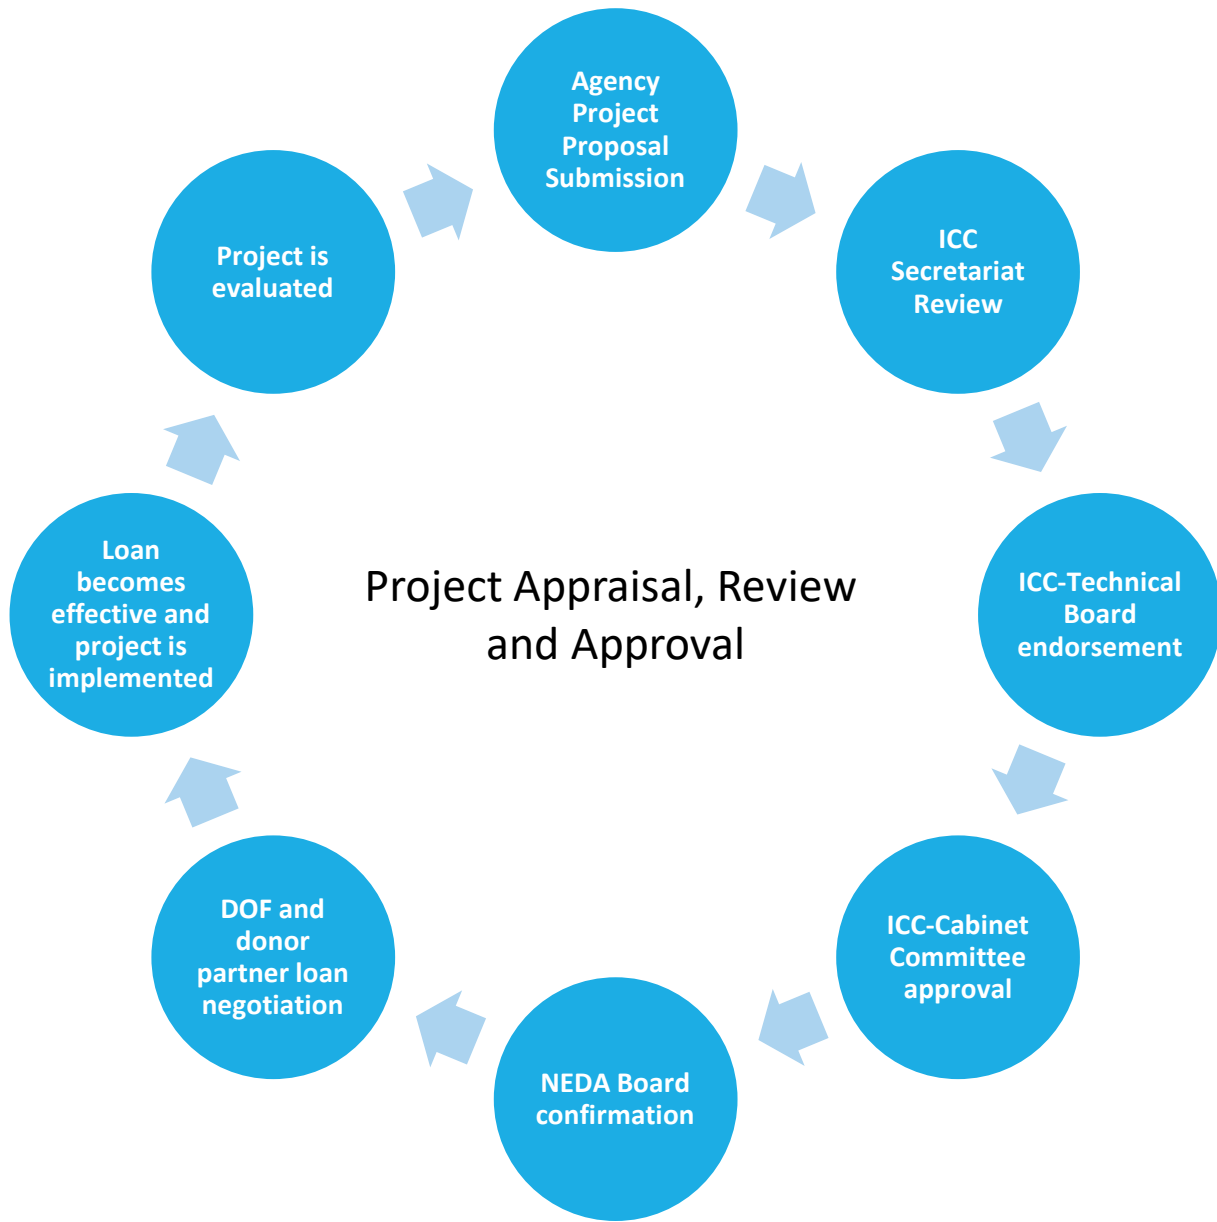 Agency
Project
Proposal
Submission
ICC
Secretariat
Review
ICC-Technical
Board
endorsement
ICC-Cabinet
Committee
approval
NEDA Board
confirmation
DOF and
donor
partner loan
negotiation
Loan
becomes
effective and
project is
implemented
Project is
evaluated
Project Appraisal, Review
and Approval